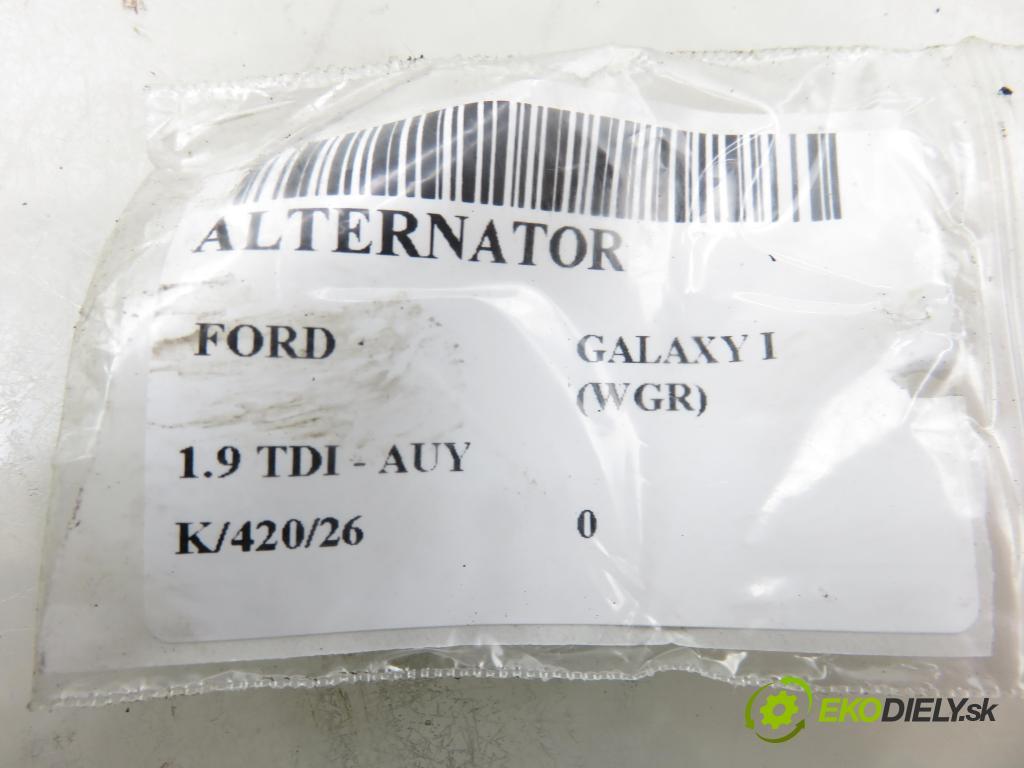 ALTERNATOR
FORD
GALAXY I
(WGR)
1.9 TDI - AUY
K/420/26
0
EKODIELY.sk